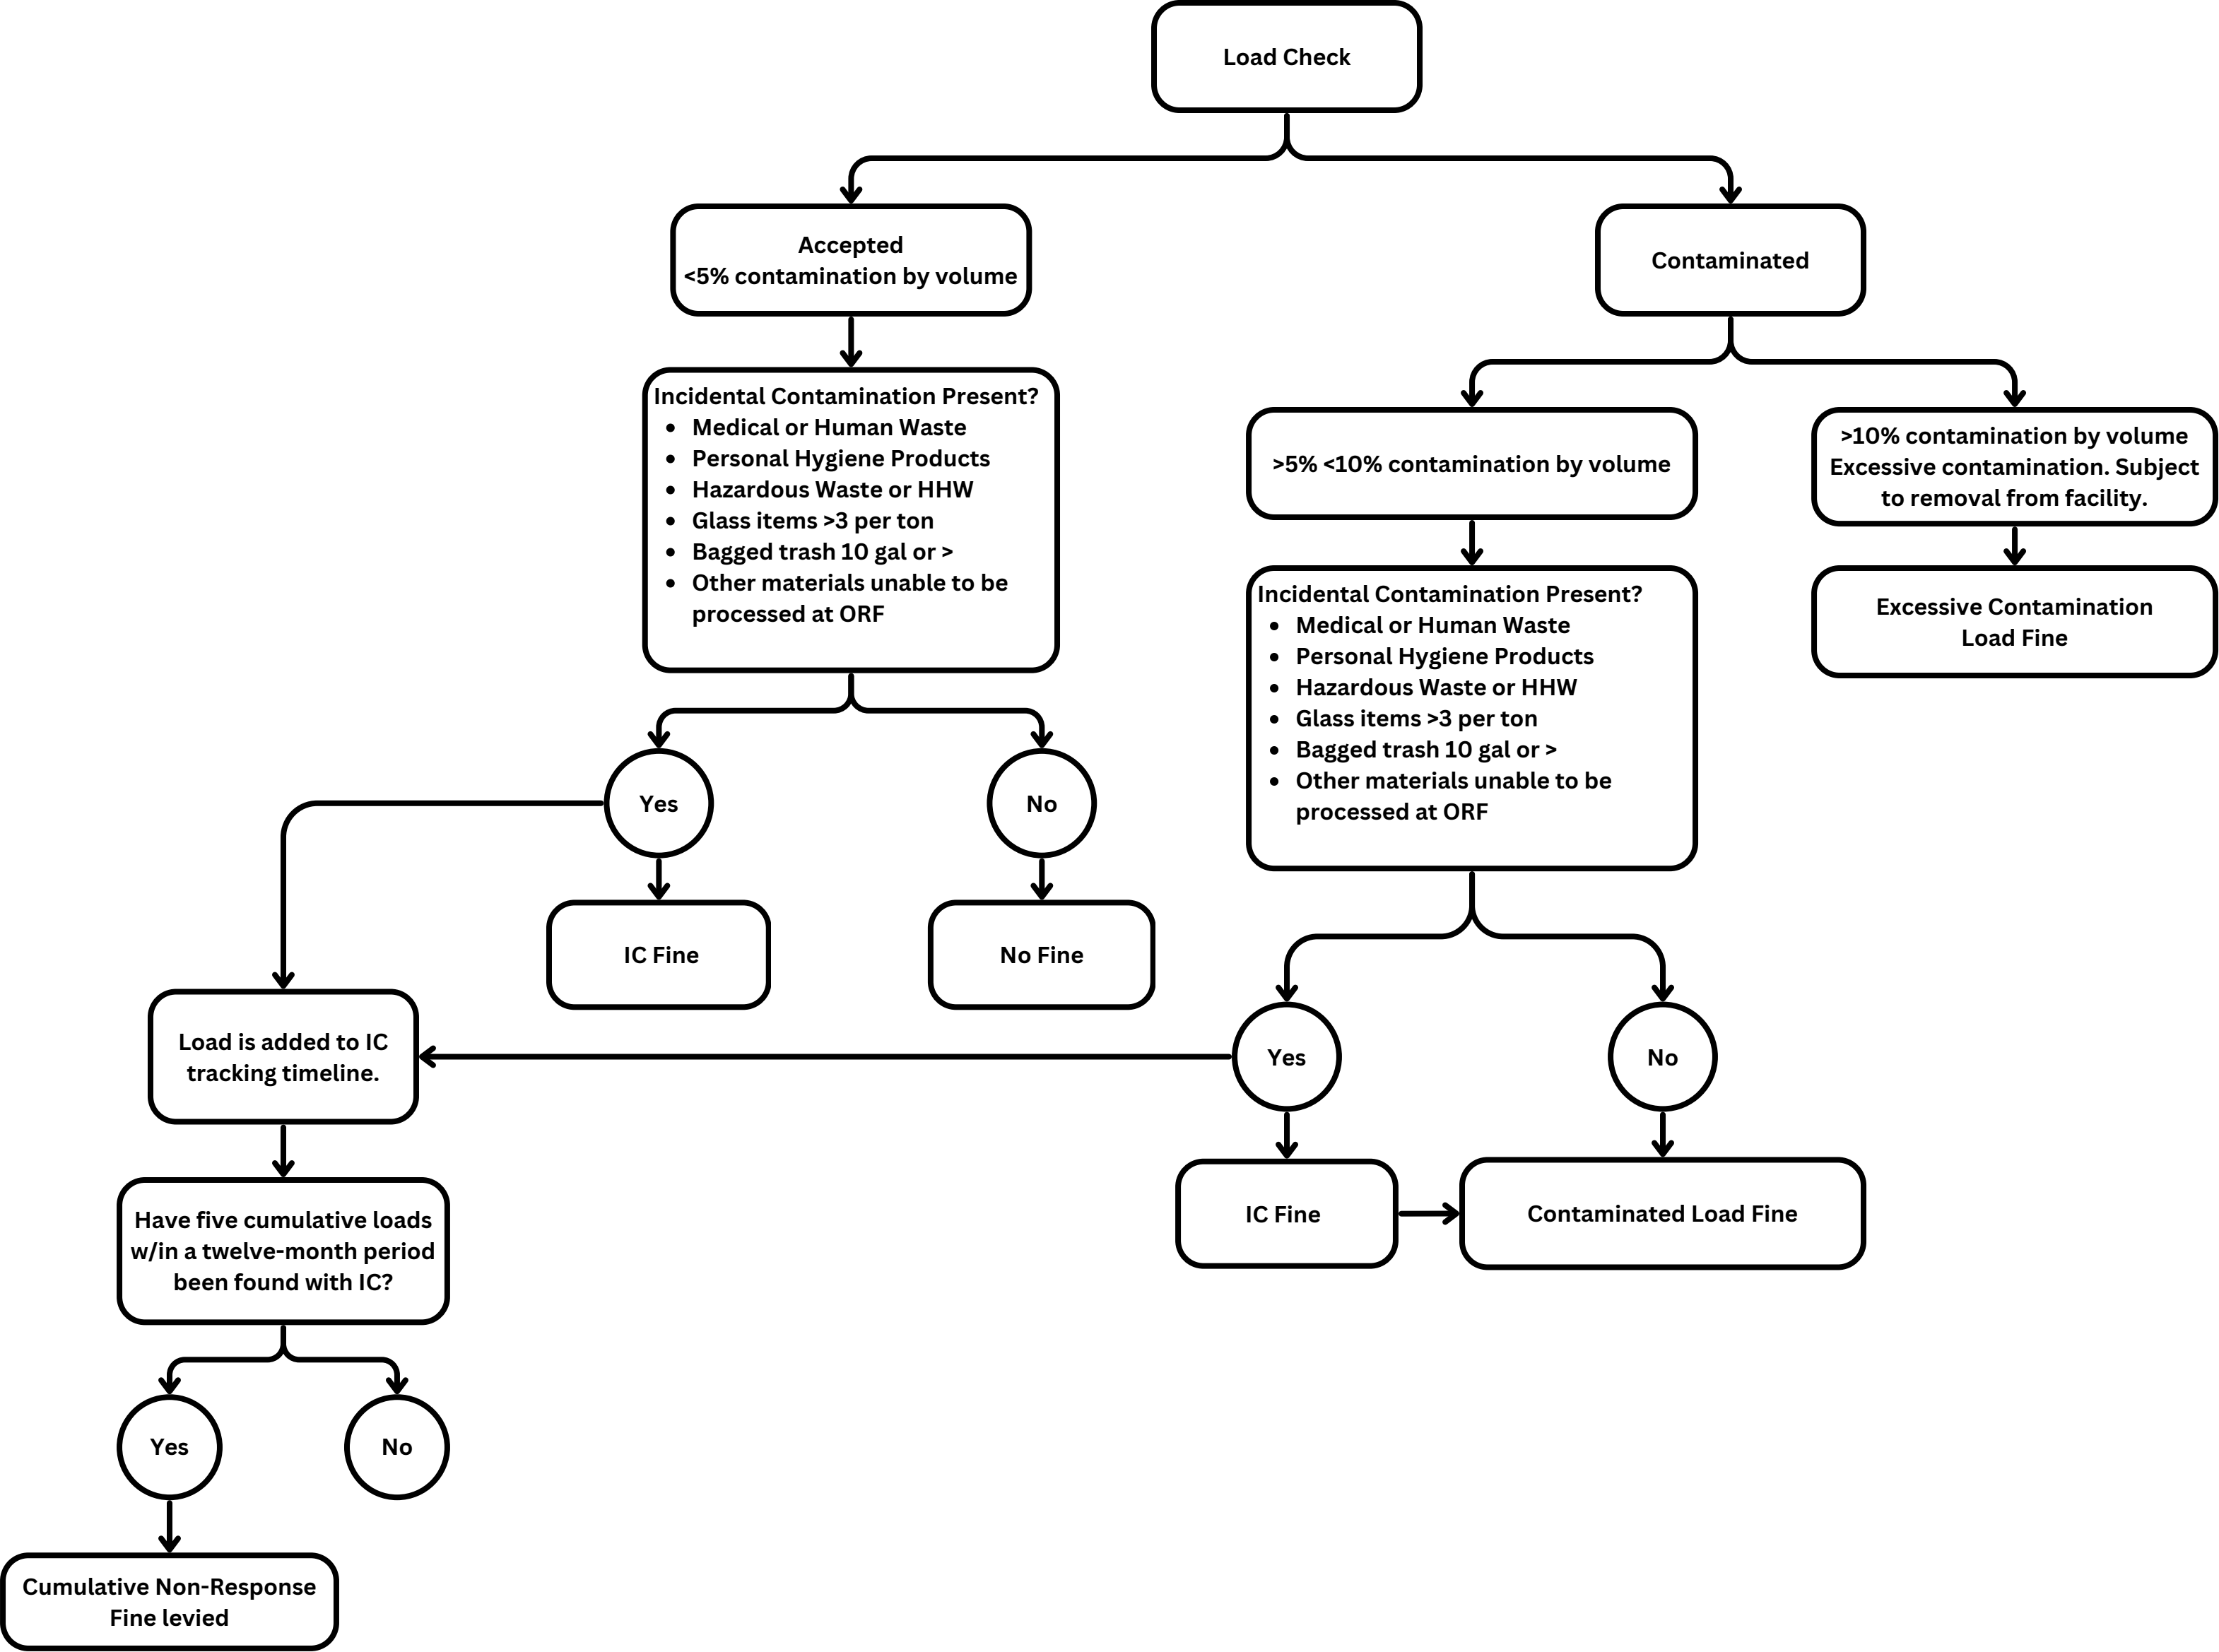 Load Check
Accepted
<5% contamination by volume
Contaminated
Incidental Contamination Present?
• Medical or Human Waste
• Personal Hygiene Products
• Hazardous Waste or HHW
• Glass items >3 per ton
• Bagged trash 10 gal or >
• Other materials unable to be
processed at ORF
>5% <10% contamination by volume
>10% contamination by volume
Excessive contamination. Subject
to removal from facility.
Incidental Contamination Present?
• Medical or Human Waste
• Personal Hygiene Products
• Hazardous Waste or HHW
• Glass items >3 per ton
• Bagged trash 10 gal or >
• Other materials unable to be
processed at ORF
Excessive Contamination
Load Fine
Yes
No
IC Fine
No Fine
Load is added to IC
tracking timeline.
Yes
No
IC Fine
Contaminated Load Fine
Have five cumulative loads
w/in a twelve-month period
been found with IC?
Yes
No
Cumulative Non-Response
Fine levied